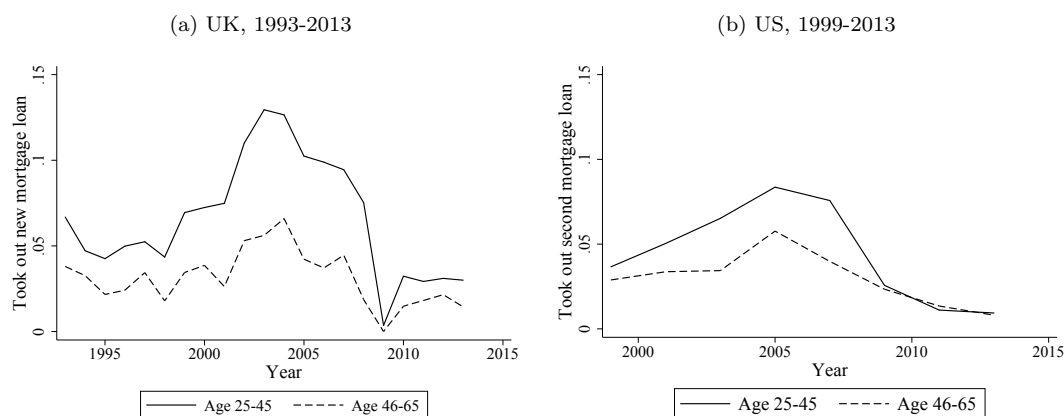 (a) UK, 1993-2013
Took out new mortgage loan
.15
.1
.05
0
1995 2000 2005 2010 2015
Year
Age 25-45 Age 46-65
(b) US, 1999-2013
Took out second mortgage loan
.15
.1
.05
0
2000 2005 2010 2015
Year
Age 25-45 Age 46-65